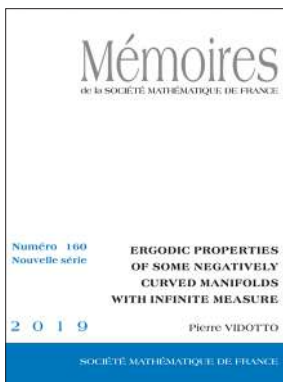 Mémoires
de la SOCIÉTÉ MATHÉMATIQUE DE FRANCE
Numéro 160
Nouvelle série
ERGODIC PROPERTIES
OF SOME NEGATIVELY
CURVED MANIFOLDS
WITH INFINITE MEASURE
2 0 1 9
Pierre VIDOTTO
SOCIÉTÉ MATHÉMATIQUE DE FRANCE